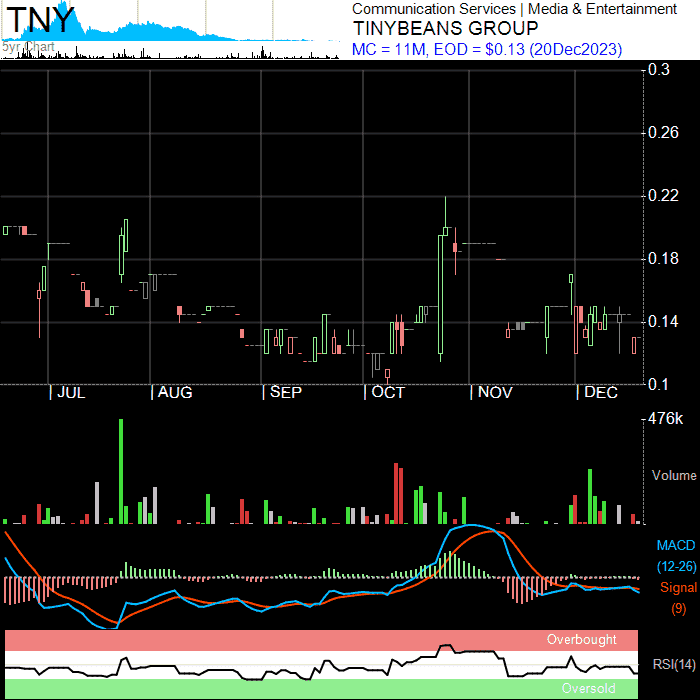 TNY
5yr Chart
Communication Services | Media & Entertainment
TINYBEANS GROUP
MC = 11M, EOD = $0.13 (20Dec2023)
0.3
0.26
0.22
0.18
0.14
0.1
JUL
AUG
SEP
OCT
NOV
DEC
476k
Volume
MACD
(12-26)
Signal
(9)
Overbought
RSI(14)
Oversold